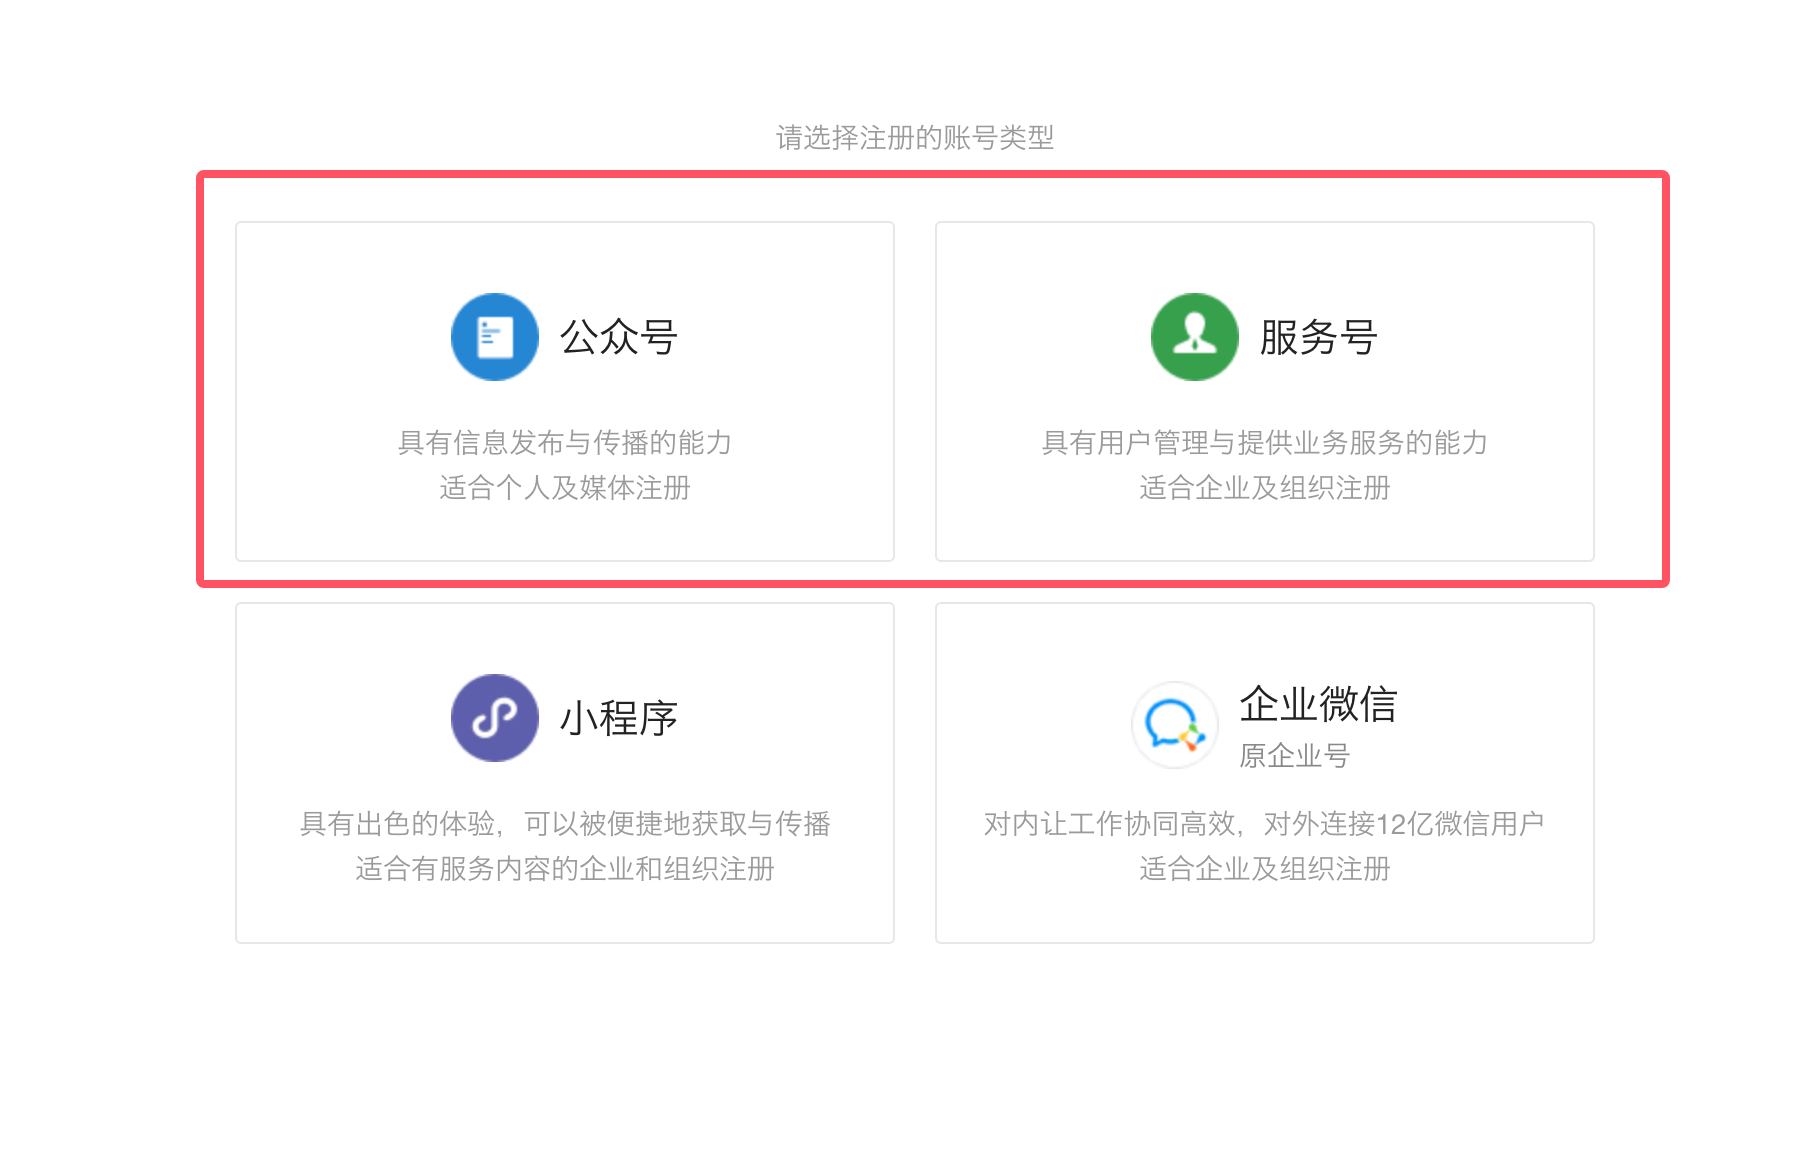 请选择注册的账号类型
公众号
具有信息发布与传播的能力
适合个人及媒体注册
服务号
具有用户管理与提供业务服务的能力
适合企业及组织注册
小程序
具有出色的体验，可以被便捷地获取与传播
适合有服务内容的企业和组织注册
企业微信
原企业号
对内让工作协同高效，对外连接12亿微信用户
适合企业及组织注册